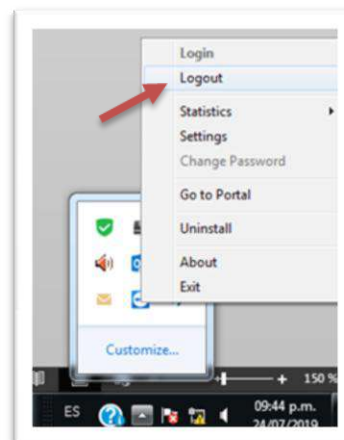 Login
Logout
Statistics
Settings
Change Password
Go to Portal
Uninstall
About
Exit
Customize...
150 %
ES
09:44 p.m.
24/07/2019